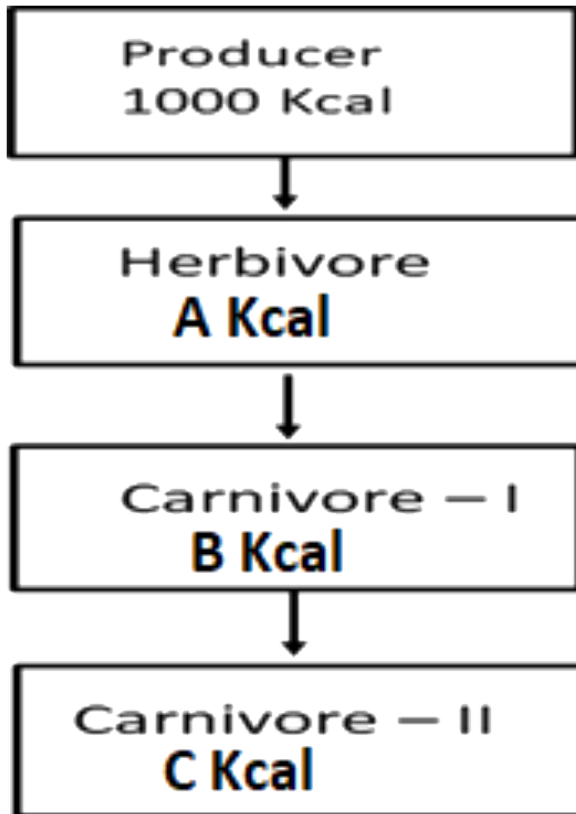 Producer
1000 Kcal
Herbivore
A Kcal
Carnivore – I
B Kcal
Carnivore – II
C Kcal